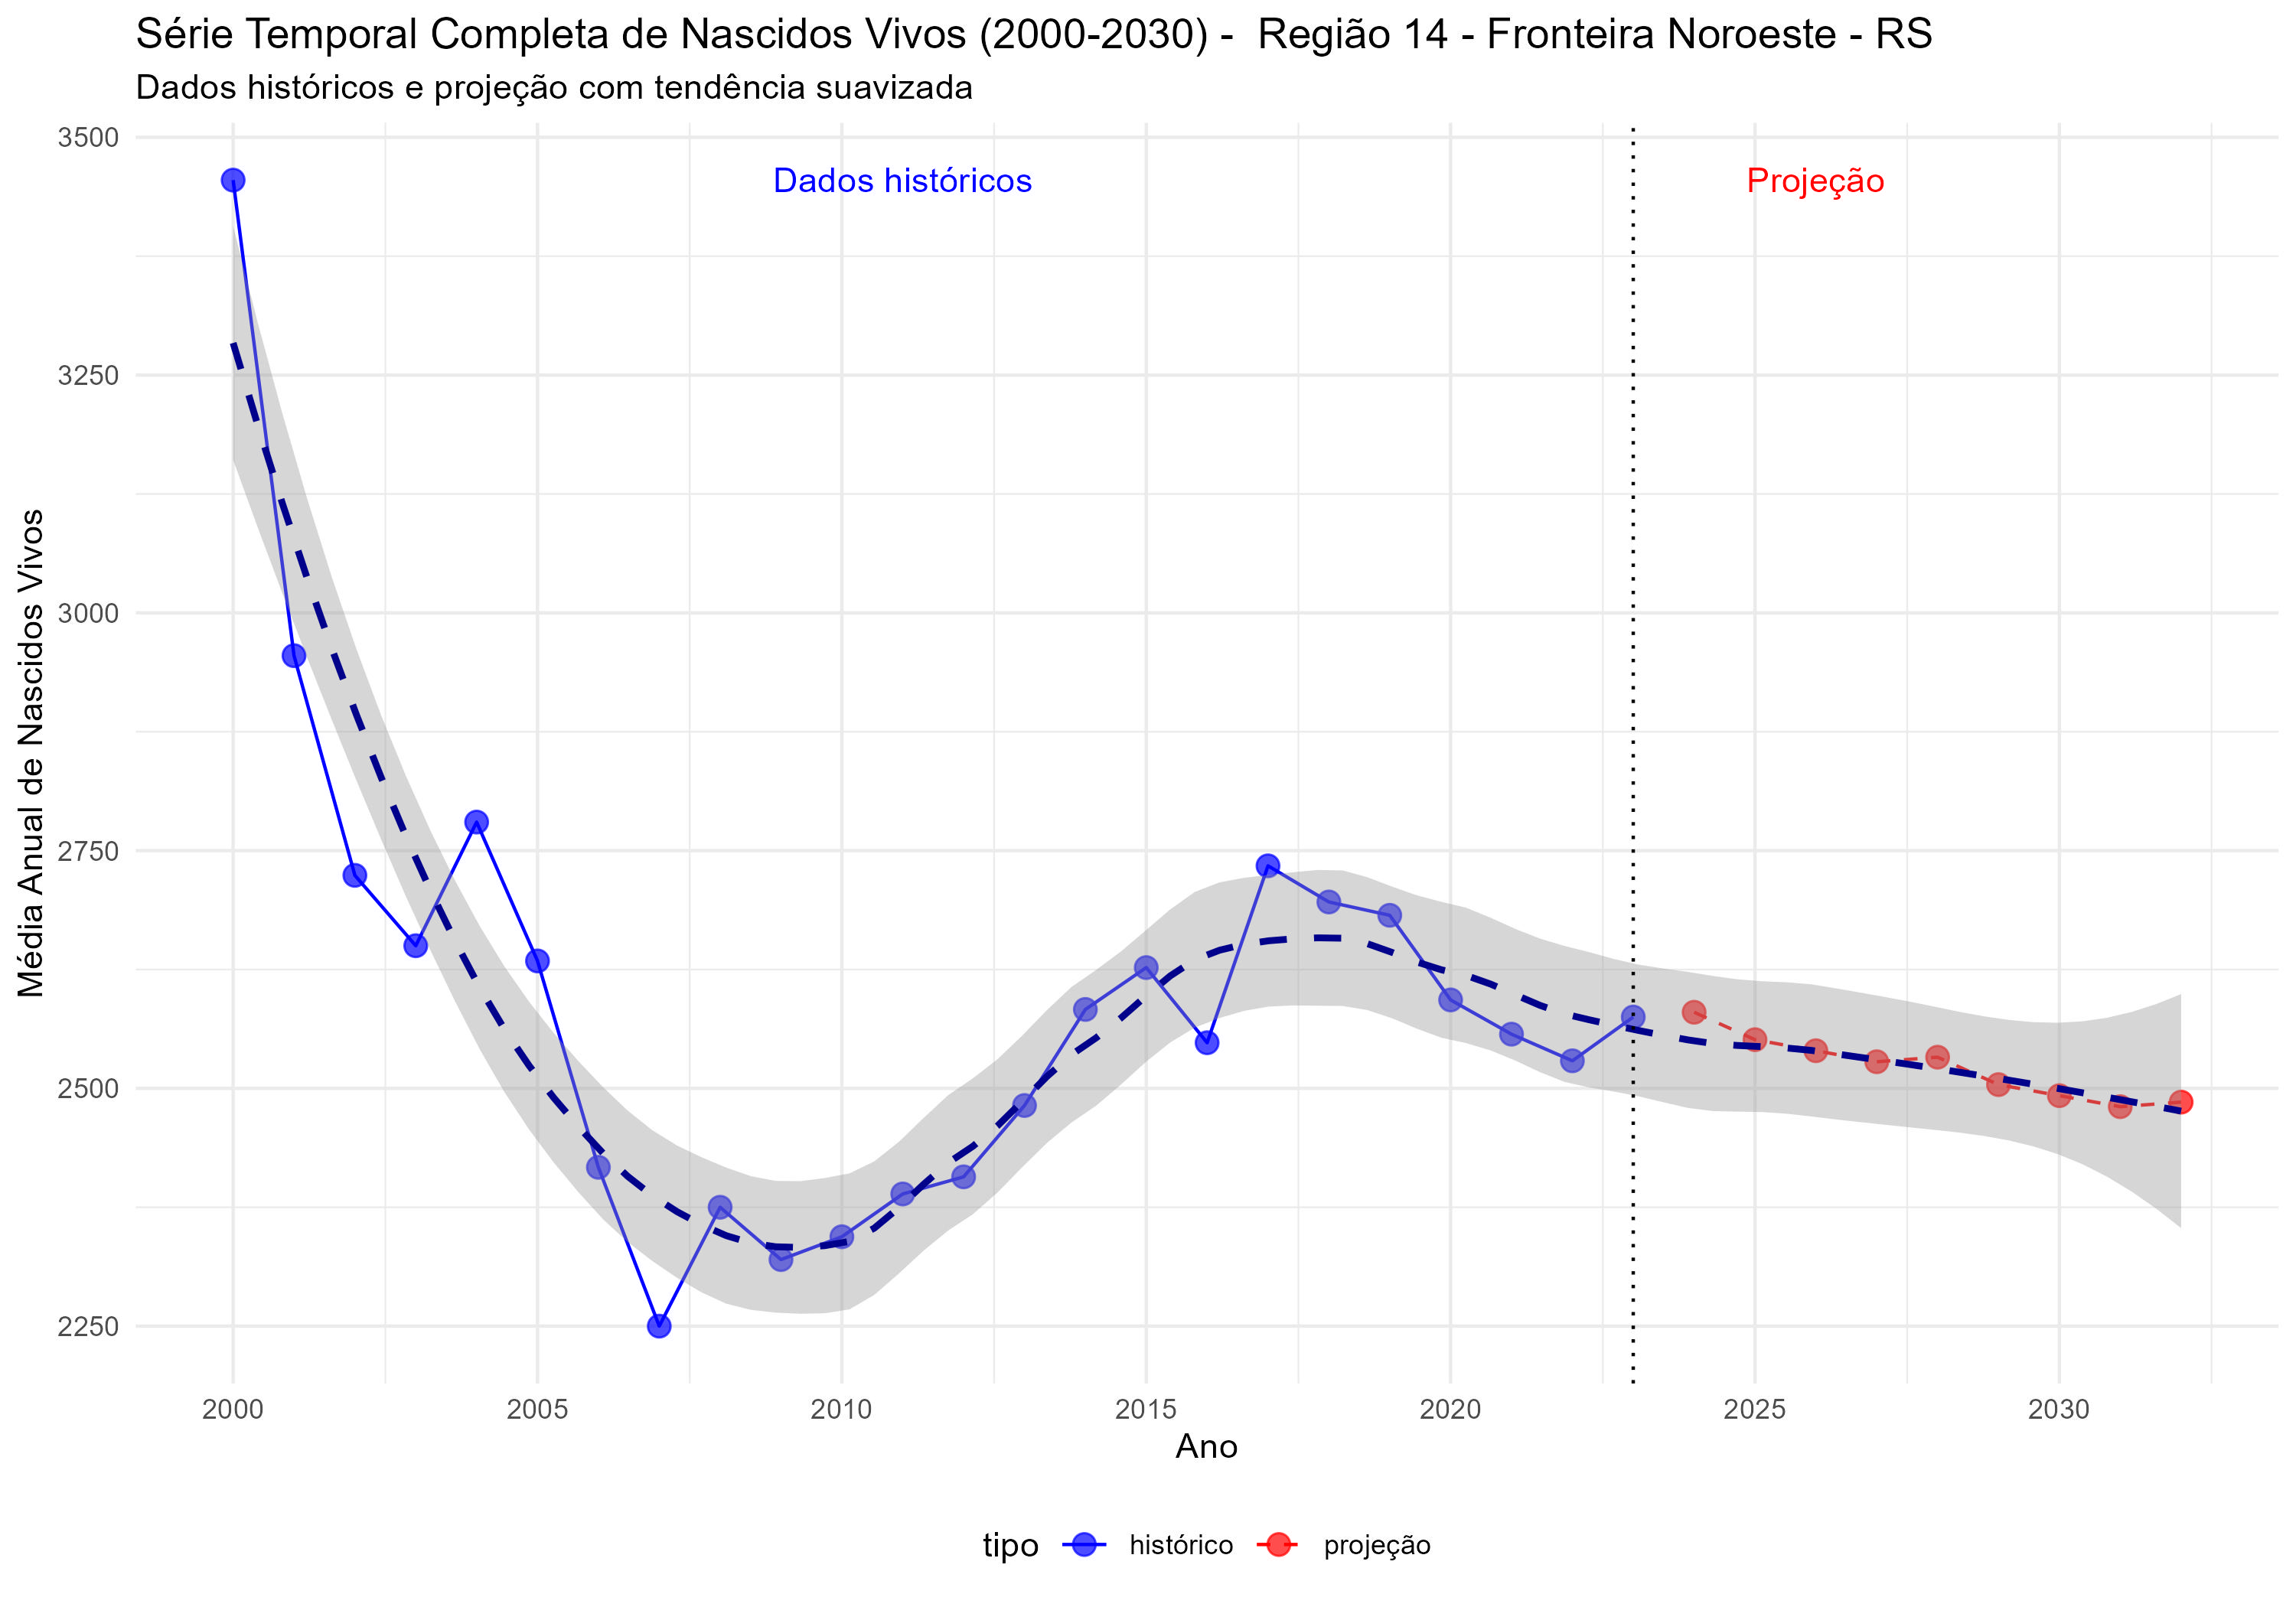 Série Temporal Completa de Nascidos Vivos (2000-2030) -  Região 14 - Fronteira Noroeste - RS
Dados históricos e projeção com tendência suavizada
Dados históricos
Projeção
Média Anual de Nascidos Vivos
3500
3250
3000
2750
2500
2250
2000 2005 2010 2015 2020 2025 2030
Ano
tipo histórico projeção